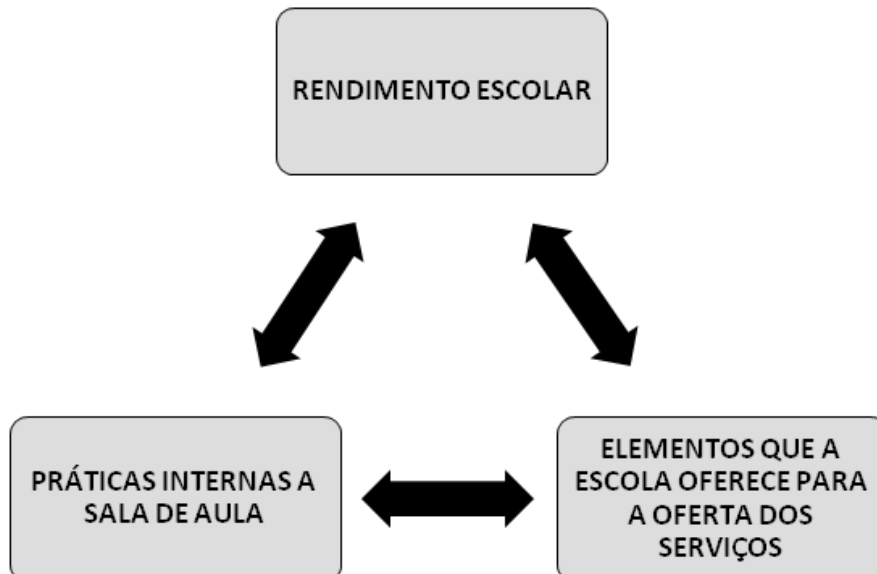 RENDIMENTO ESCOLAR
PRÁTICAS INTERNAS A
SALA DE AULA
ELEMENTOS QUE A
ESCOLA OFERECE PARA
A OFERTA DOS
SERVIÇOS